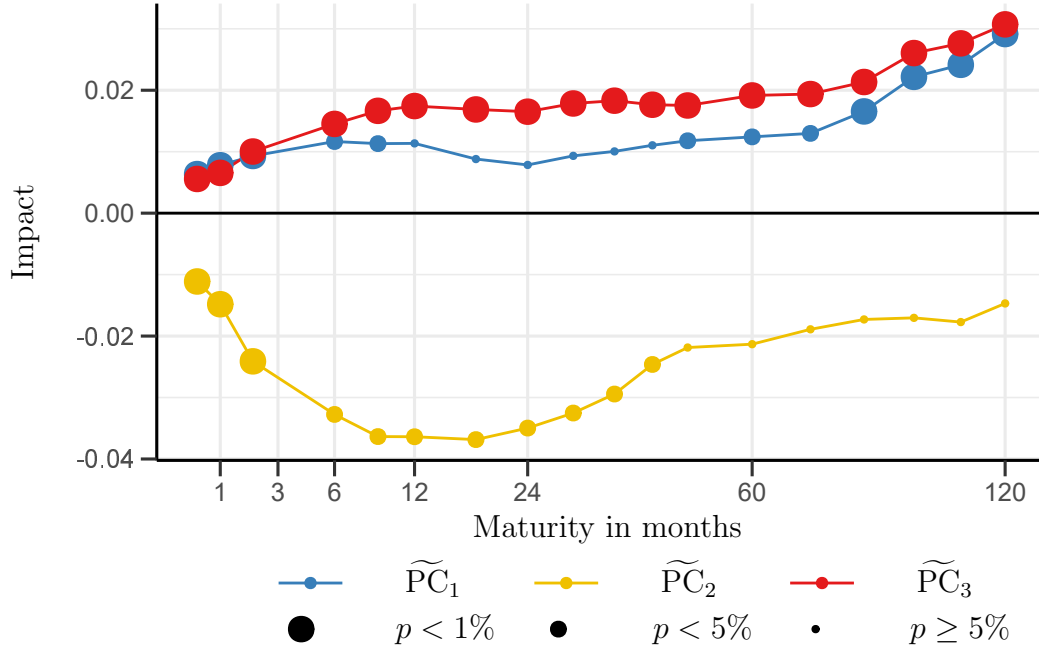 Impact
0.02
0.00
-0.02
-0.04
1 3 6 12 24 60 120
Maturity in months
P͠C₁ P͠C₂ P͠C₃
p < 1% p < 5% p ≥ 5%